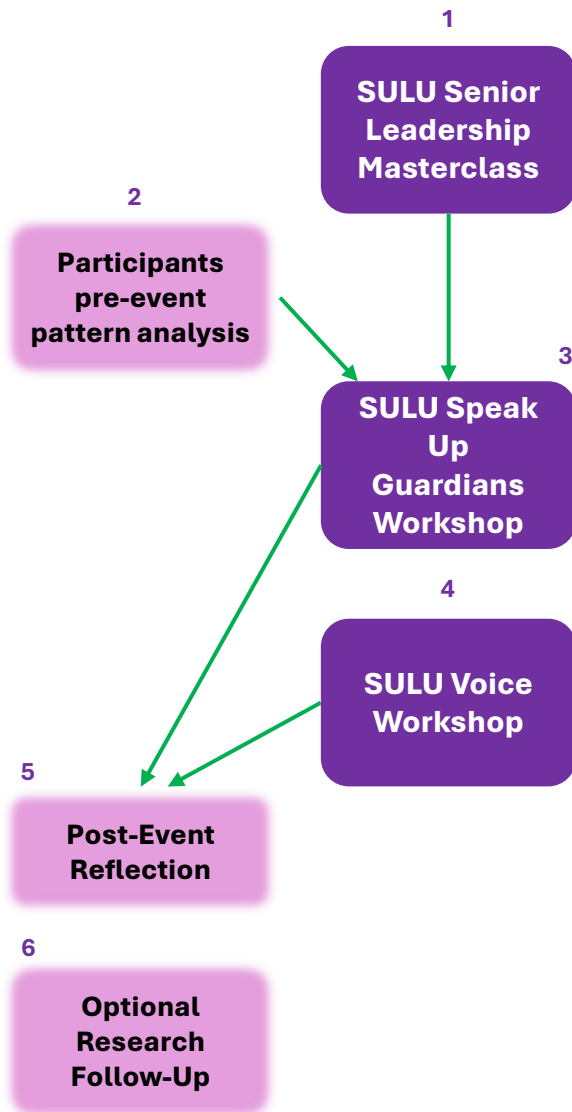 1
SULU Senior
Leadership
Masterclass
2
Participants
pre-event
pattern analysis
3
SULU Speak
Up
Guardians
Workshop
4
SULU Voice
Workshop
5
Post-Event
Reflection
6
Optional
Research
Follow-Up